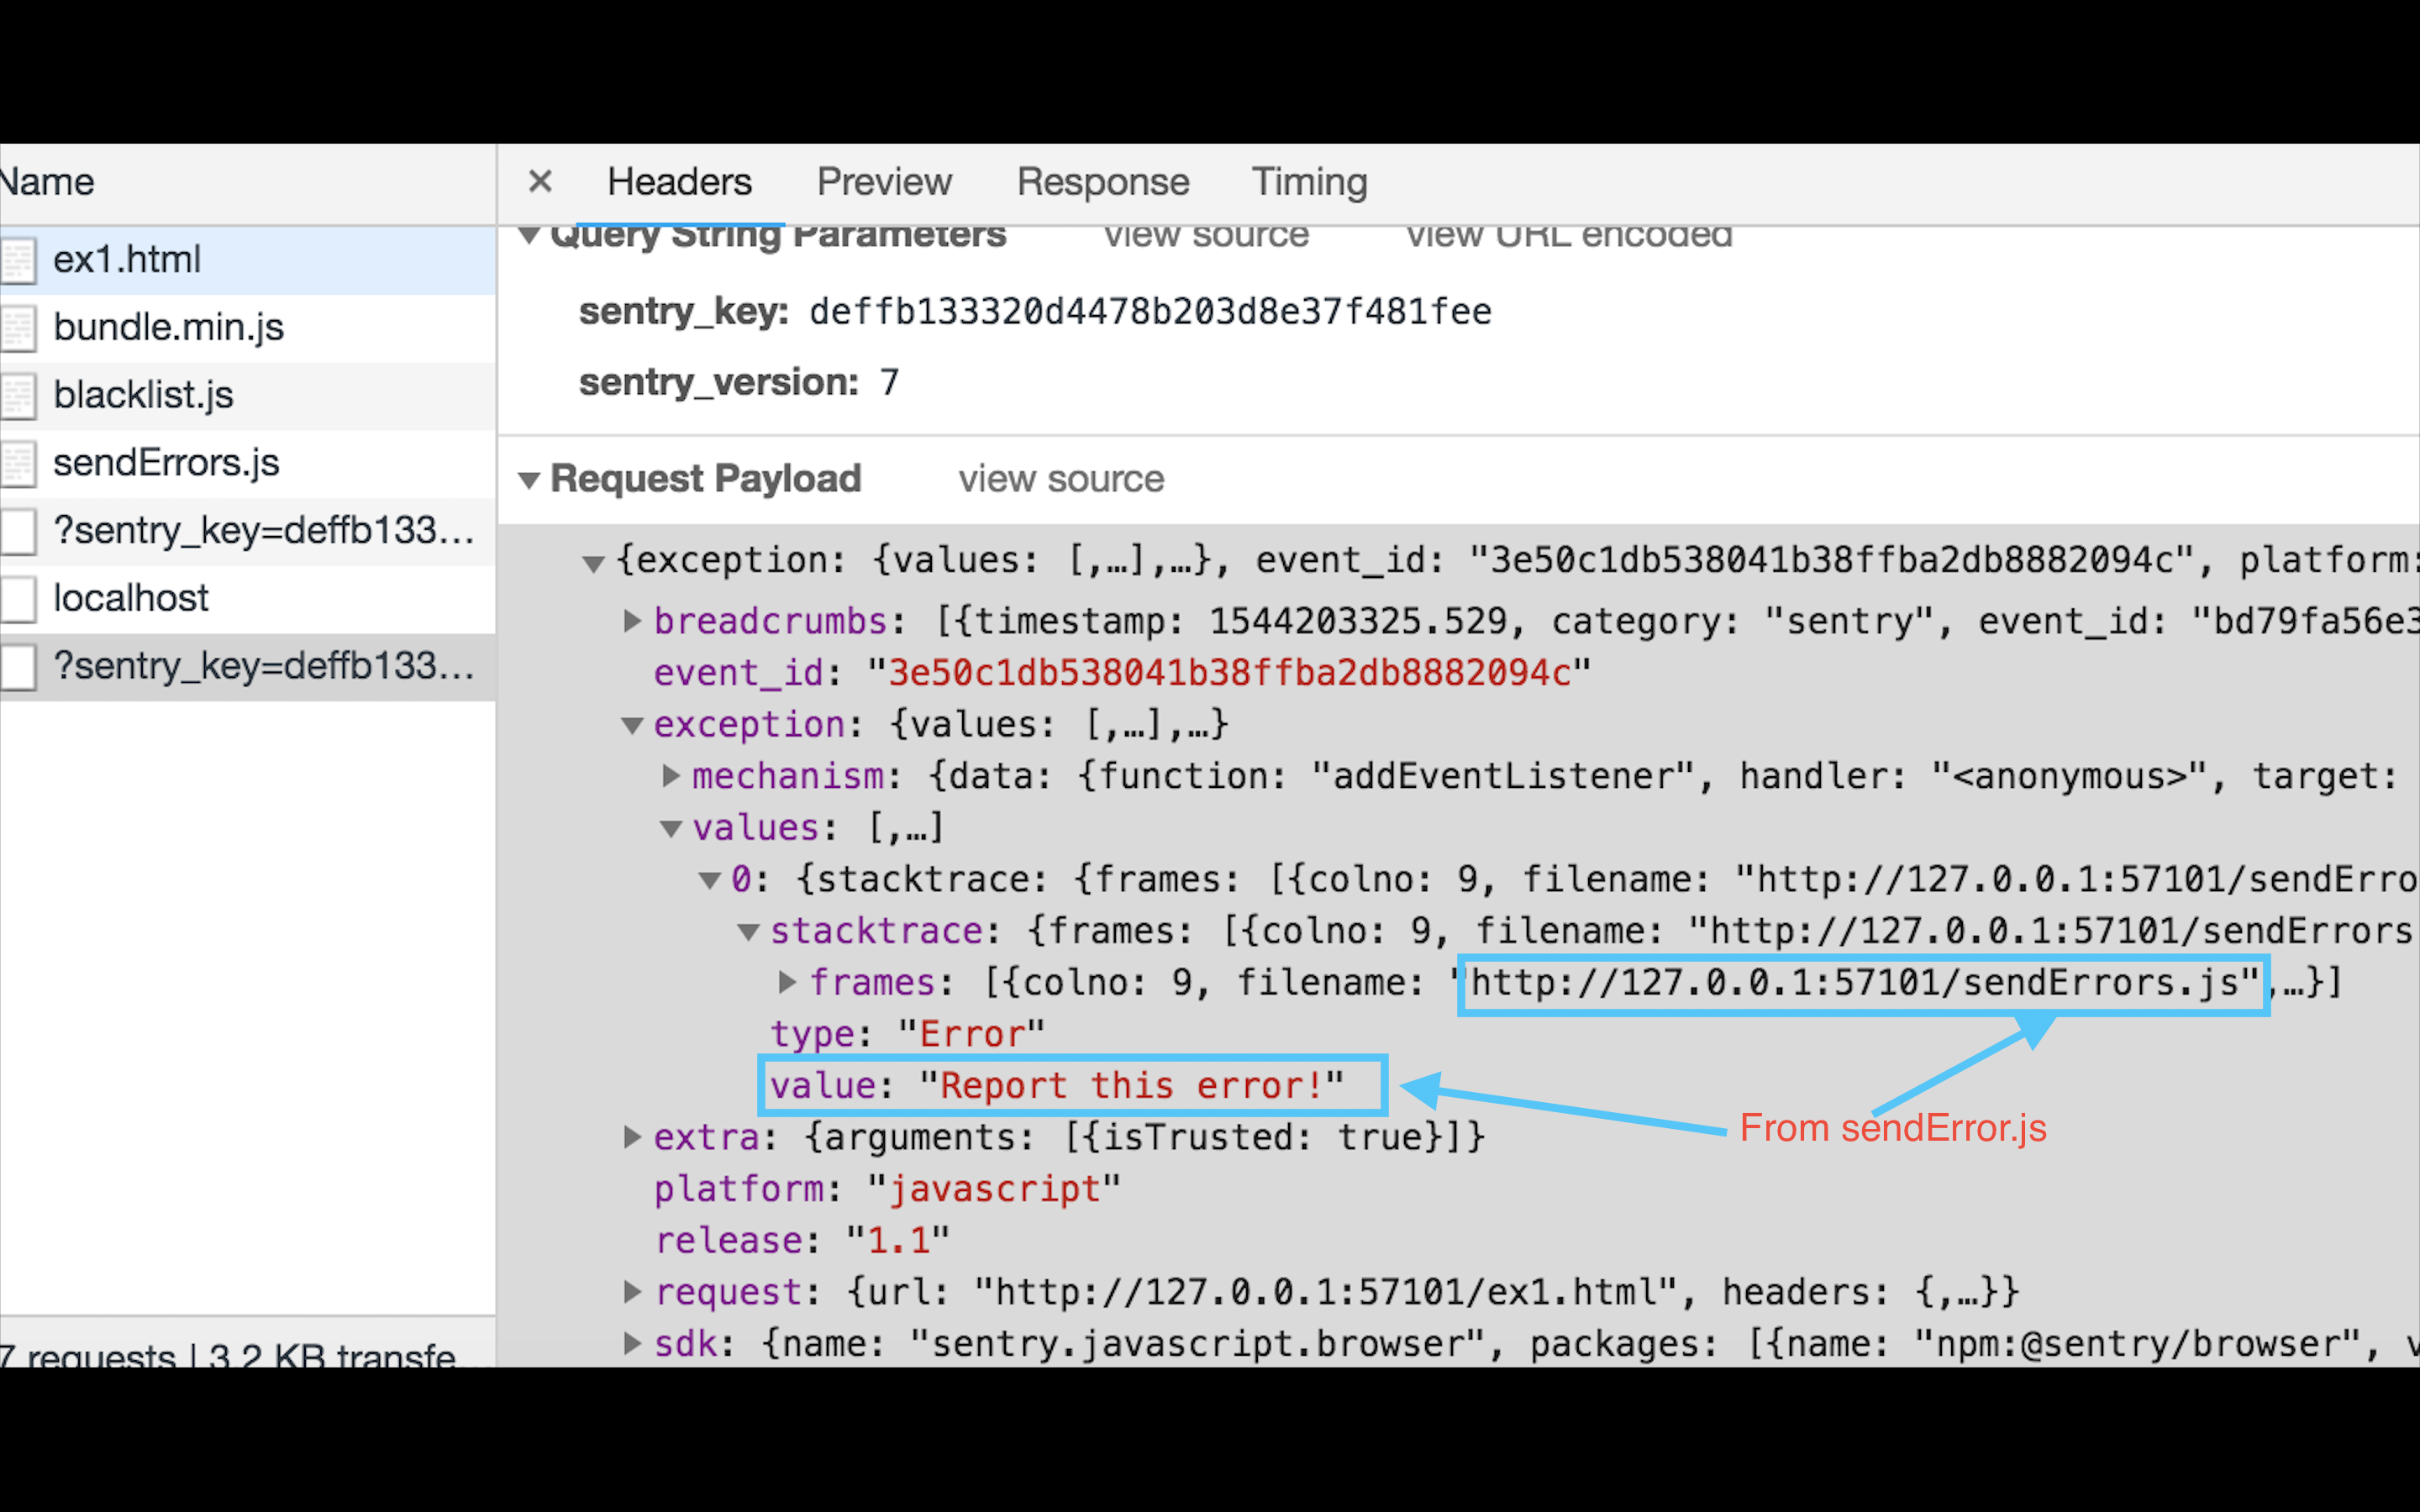 Name
ex1.html
bundle.min.js
blacklist.js
sendErrors.js
?sentry_key=deffb133...
localhost
?sentry_key=deffb133...
7 requests | 3.2 KB transfe...
× Headers Preview Response Timing
▼ Query String Parameters view source view URL encoded
sentry_key: deffb133320d4478b203d8e37f481fee
sentry_version: 7
▼ Request Payload view source
▼ {exception: {values: [,…],…}, event_id: "3e50c1db538041b38ffba2db8882094c", platform:
▶ breadcrumbs: [{timestamp: 1544203325.529, category: "sentry", event_id: "bd79fa56e3
event_id: "3e50c1db538041b38ffba2db8882094c"
▼ exception: {values: [,…],…}
▶ mechanism: {data: {function: "addEventListener", handler: "<anonymous>", target:
▼ values: [,…]
▼ 0: {stacktrace: {frames: [{colno: 9, filename: "http://127.0.0.1:57101/sendErro
▼ stacktrace: {frames: [{colno: 9, filename: "http://127.0.0.1:57101/sendErrors
▶ frames: [{colno: 9, filename: "http://127.0.0.1:57101/sendErrors.js",…}]
type: "Error"
value: "Report this error!"
From sendError.js
▶ extra: {arguments: [{isTrusted: true}]}
platform: "javascript"
release: "1.1"
▶ request: {url: "http://127.0.0.1:57101/ex1.html", headers: {,…}}
▶ sdk: {name: "sentry.javascript.browser", packages: [{name: "npm:@sentry/browser", v